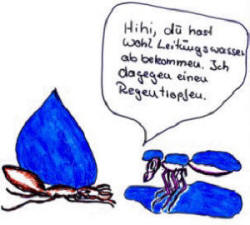 Hihi, du hast
wohl Leitungswasser
ab bekommen. Ich
dagegen einen
Regentropfen.